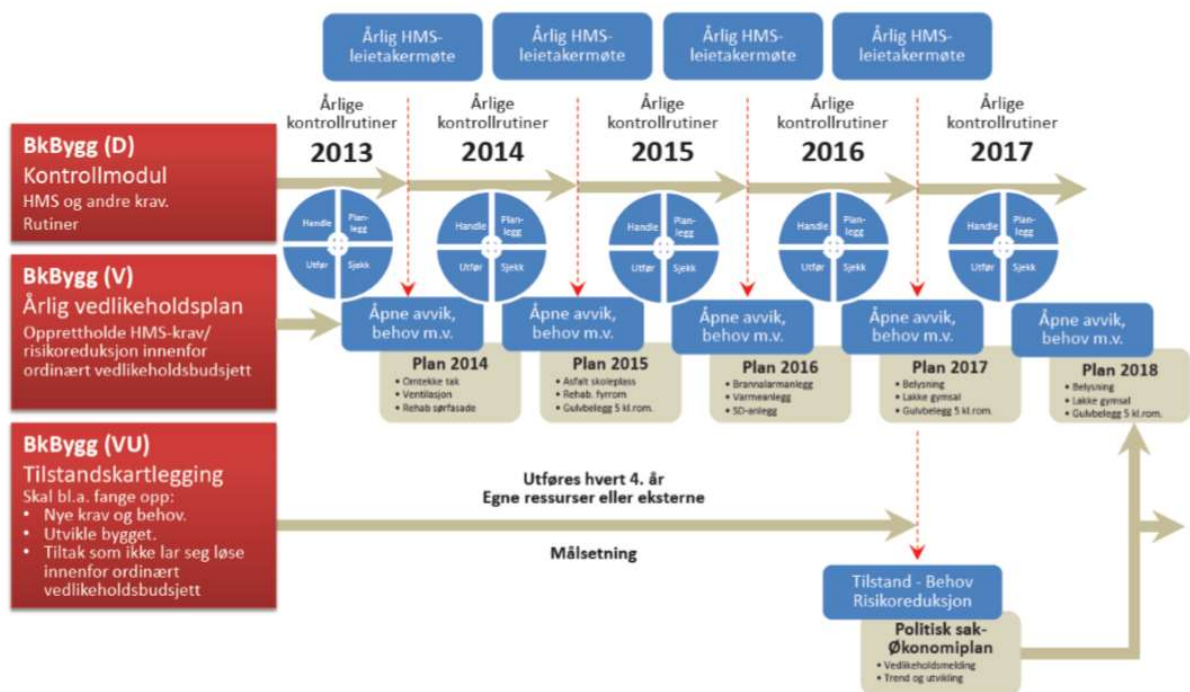 Årlig HMS-
leietakermøte
Årlig HMS-
leietakermøte
Årlig HMS-
leietakermøte
Årlig HMS-
leietakermøte
Årlige
kontrollrutiner
2013
Årlige
kontrollrutiner
2014
Årlige
kontrollrutiner
2015
Årlige
kontrollrutiner
2016
Årlige
kontrollrutiner
2017
BkBygg (D)
Kontrollmodul
HMS og andre krav.
Rutiner
Handle
Plan-
legg
Utfør
Sjekk
Handle
Plan-
legg
Utfør
Sjekk
Handle
Plan-
legg
Utfør
Sjekk
Handle
Plan-
legg
Utfør
Sjekk
Handle
Plan-
legg
Utfør
Sjekk
BkBygg (V)
Årlig vedlikeholdsplan
Opprettholde HMS-krav/
risikoreduksjon innenfor
ordinært vedlikeholdsbudsjett
Åpne avvik,
behov m.v.
Plan 2014
• Omtekke tak
• Ventilasjon
• Rehab sørfasade
Åpne avvik,
behov m.v.
Plan 2015
• Asfalt skoleplass
• Rehab. fyrrom
• Gulvbelegg 5 kl.rom.
Åpne avvik,
behov m.v.
Plan 2016
• Brannalarmanlegg
• Varmeanlegg
• SD-anlegg
Åpne avvik,
behov m.v.
Plan 2017
• Belysning
• Lakke gymsal
• Gulvbelegg 5 kl.rom.
Åpne avvik,
behov m.v.
Plan 2018
• Belysning
• Lakke gymsal
• Gulvbelegg 5 kl.rom.
BkBygg (VU)
Tilstandskartlegging
Skal bl.a. fange opp:
• Nye krav og behov.
• Utvikle bygget.
• Tiltak som ikke lar seg løse
innenfor ordinært
vedlikeholdsbudsjett
Utføres hvert 4. år
Egne ressurser eller eksterne
Målsetning
Tilstand - Behov
Risikoreduksjon
Politisk sak-
Økonomiplan
• Vedlikeholdsmelding
• Trend og utvikling